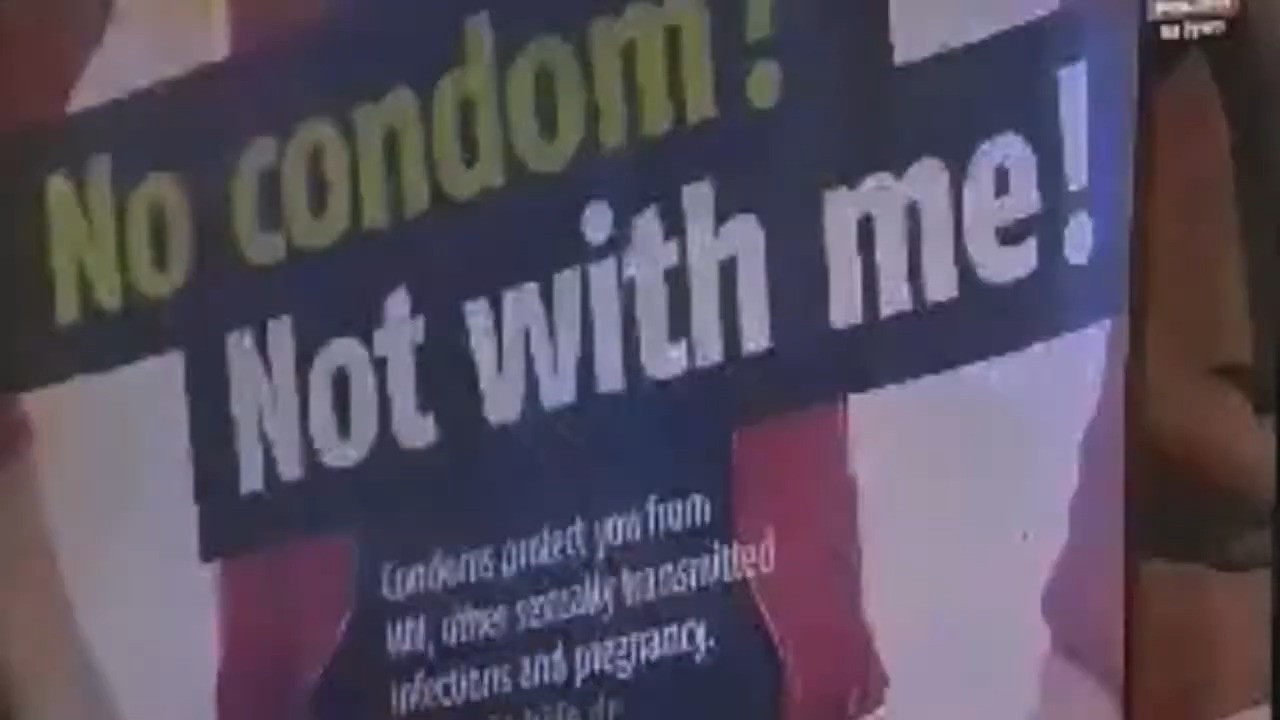 No condom!
Not with me!
Condoms protect you from
HIV, other sexually transmitted
infections and pregnancy.